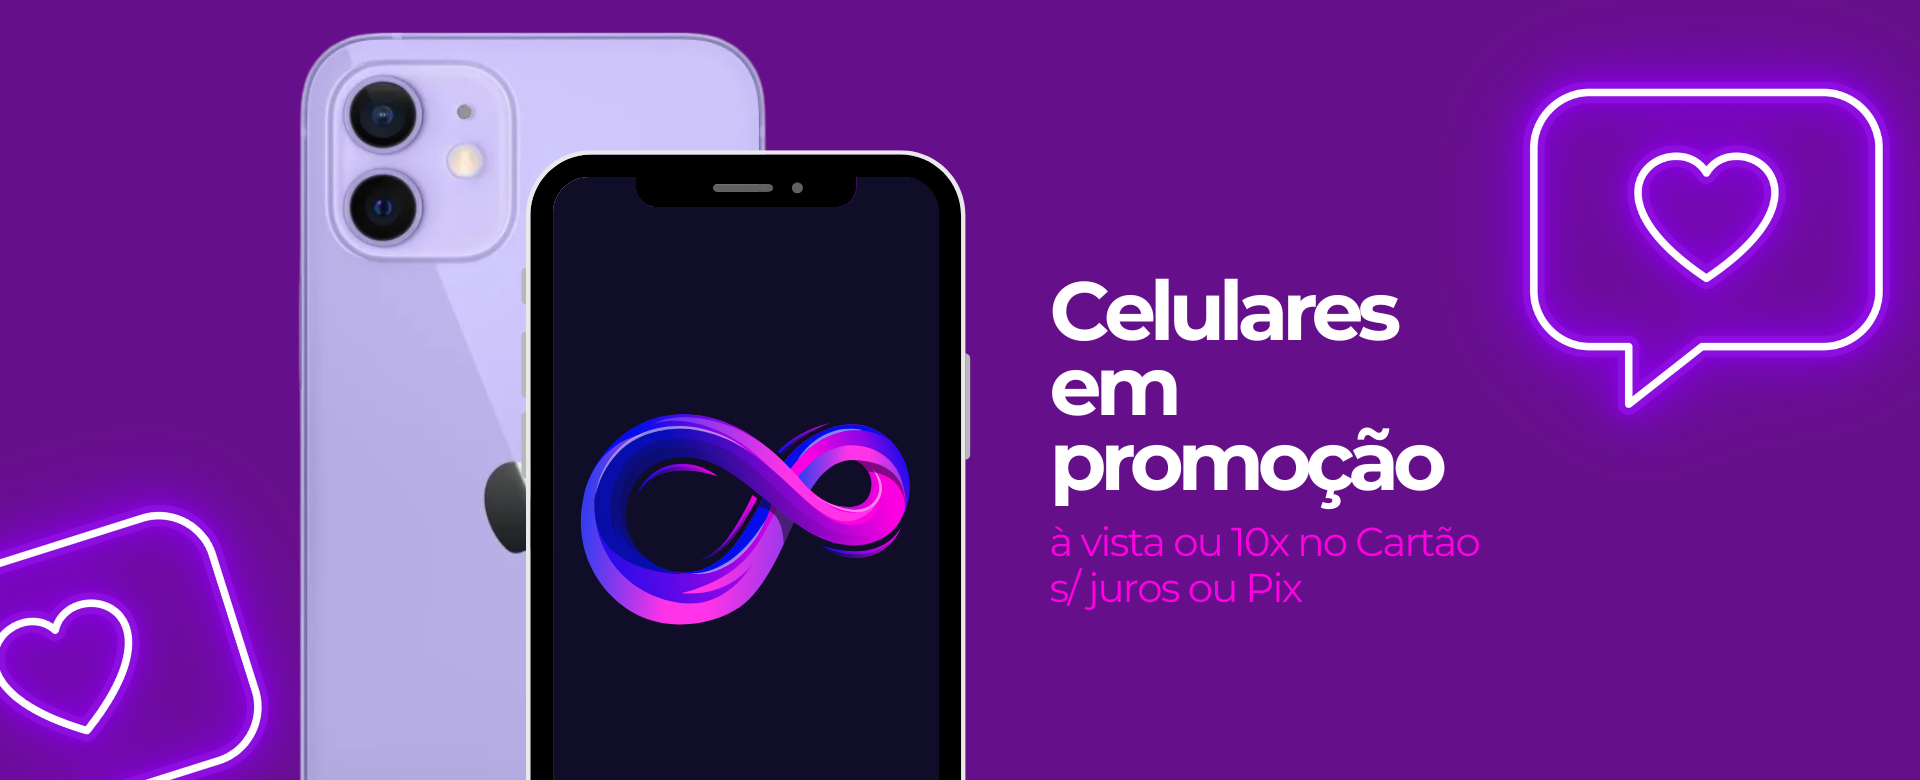 Celulares
em
promoção
à vista ou 10x no Cartão
s/ juros ou Pix